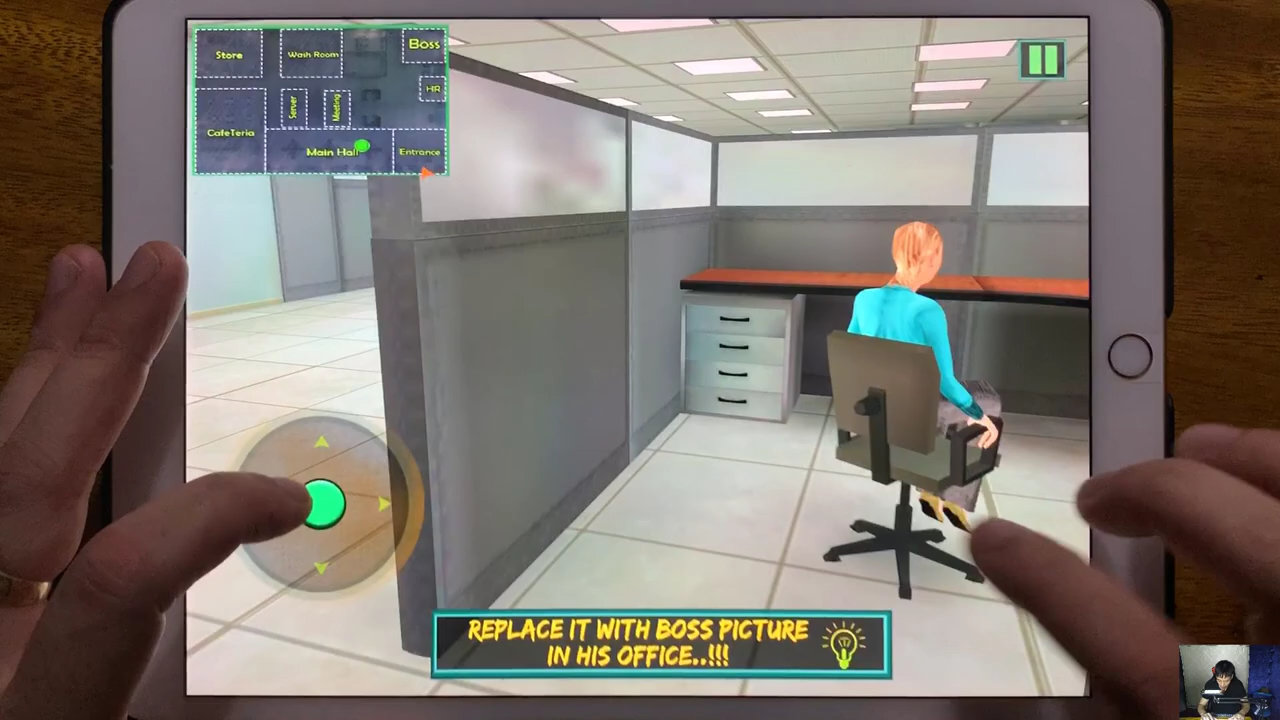 Store
Wash Room
Boss
HR
Server
Meeting
CafeTeria
Main Hall
Entrance
REPLACE IT WITH BOSS PICTURE
IN HIS OFFICE..!!!